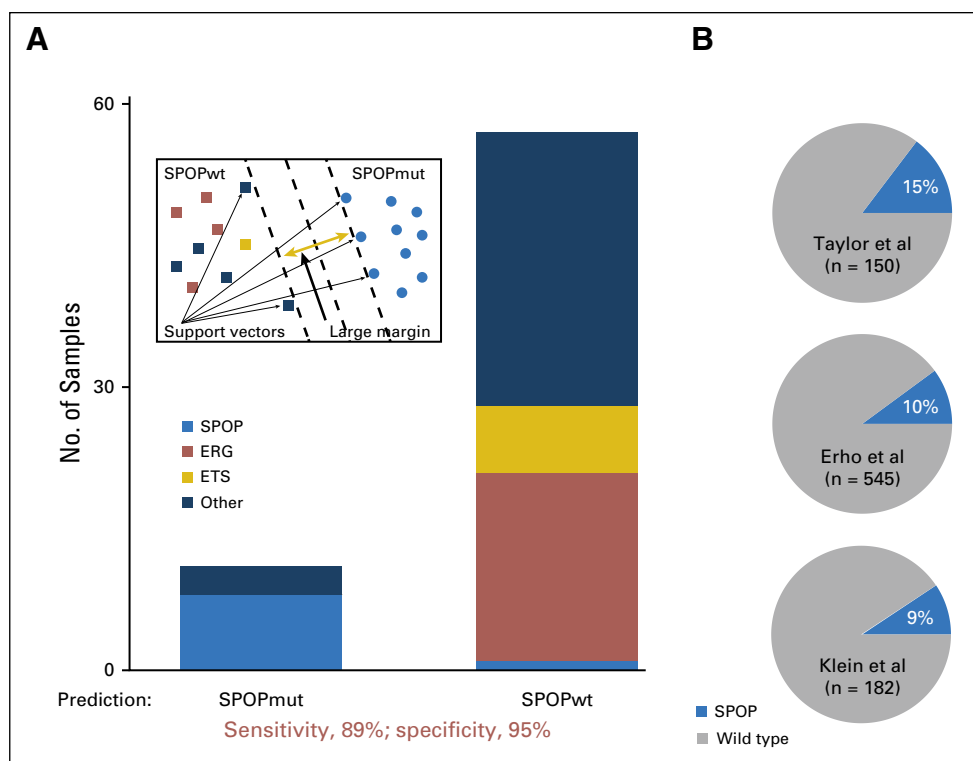 A
B
60
30
0
No. of Samples
SPOPwt
SPOPmut
Support vectors
Large margin
SPOP
ERG
ETS
Other
Prediction:
SPOPmut
SPOPwt
Sensitivity, 89%; specificity, 95%
15%
Taylor et al
(n = 150)
10%
Erho et al
(n = 545)
9%
Klein et al
(n = 182)
SPOP
Wild type